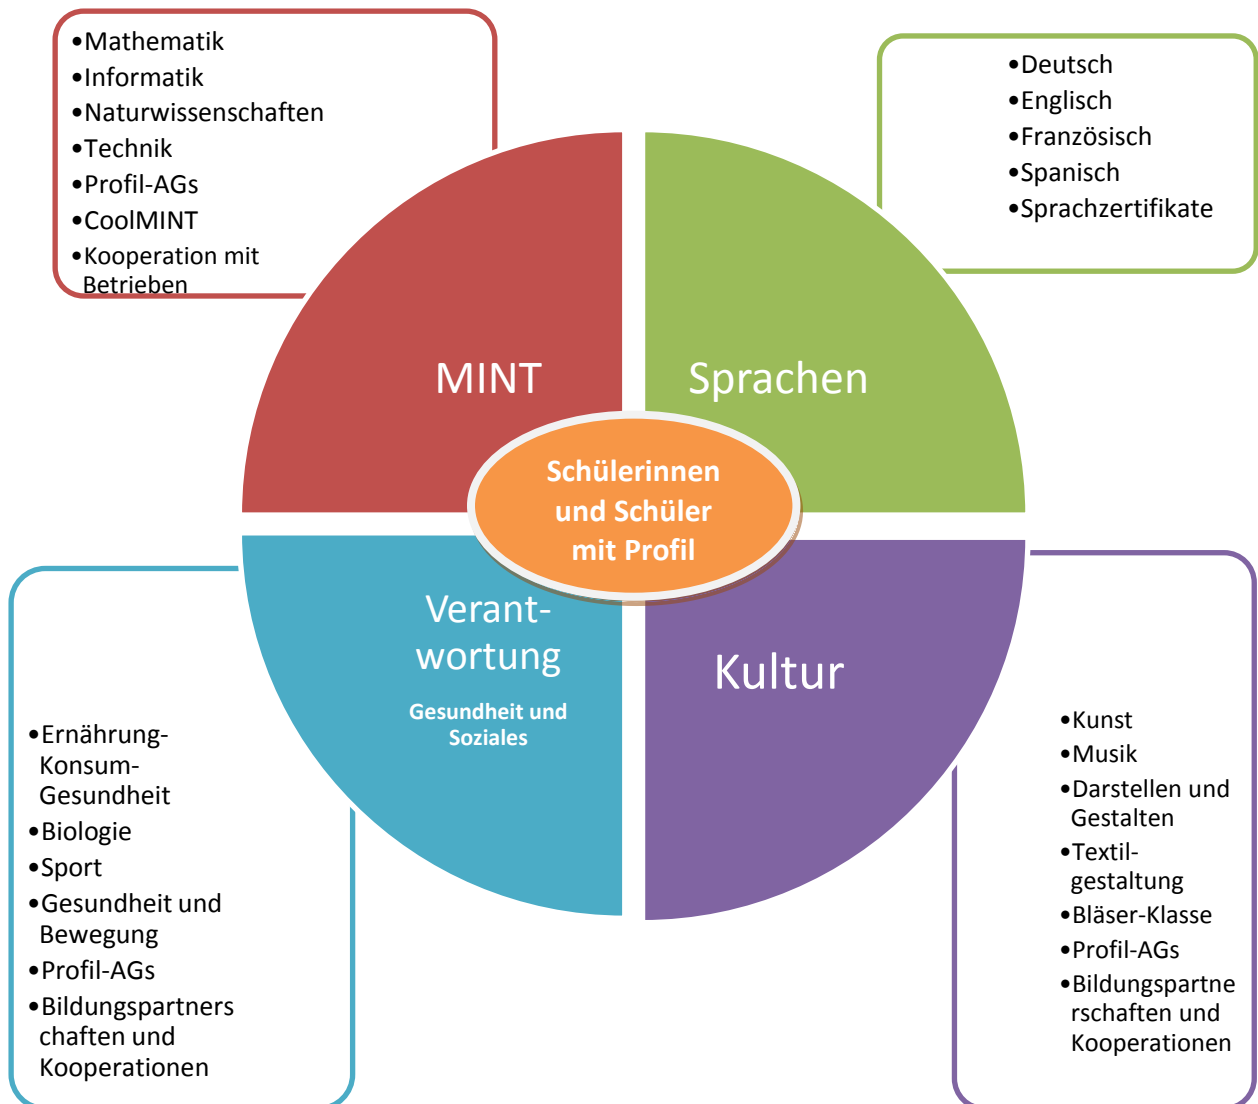 •Mathematik
•Informatik
•Naturwissenschaften
•Technik
•Profil-AGs
•CoolMINT
•Kooperation mit
Betrieben
•Deutsch
•Englisch
•Französisch
•Spanisch
•Sprachzertifikate
MINT
Sprachen
Schülerinnen
und Schüler
mit Profil
Verant-
wortung
Gesundheit und
Soziales
Kultur
•Ernährung-
Konsum-
Gesundheit
•Biologie
•Sport
•Gesundheit und
Bewegung
•Profil-AGs
•Bildungspartners
chaften und
Kooperationen
•Kunst
•Musik
•Darstellen und
Gestalten
•Textil-
gestaltung
•Bläser-Klasse
•Profil-AGs
•Bildungspartne
rschaften und
Kooperationen